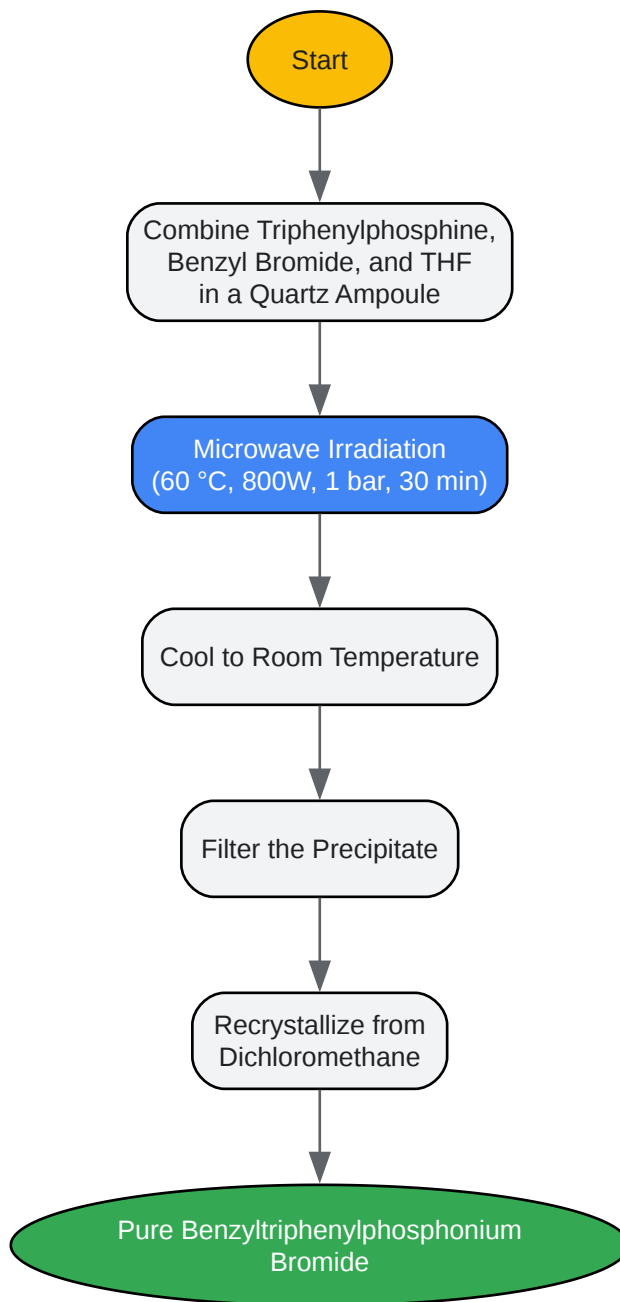 Start
Combine Triphenylphosphine,
Benzyl Bromide, and THF
in a Quartz Ampoule
Microwave Irradiation
(60 °C, 800W, 1 bar, 30 min)
Cool to Room Temperature
Filter the Precipitate
Recrystallize from
Dichloromethane
Pure Benzyltriphenylphosphonium
Bromide